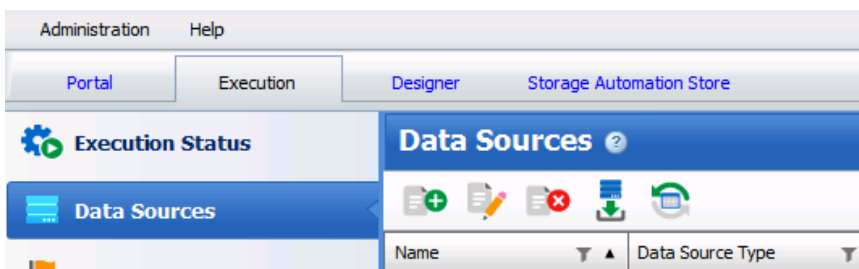 Administration Help
Portal Execution Designer Storage Automation Store
Execution Status
Data Sources ?
Data Sources
Name Data Source Type